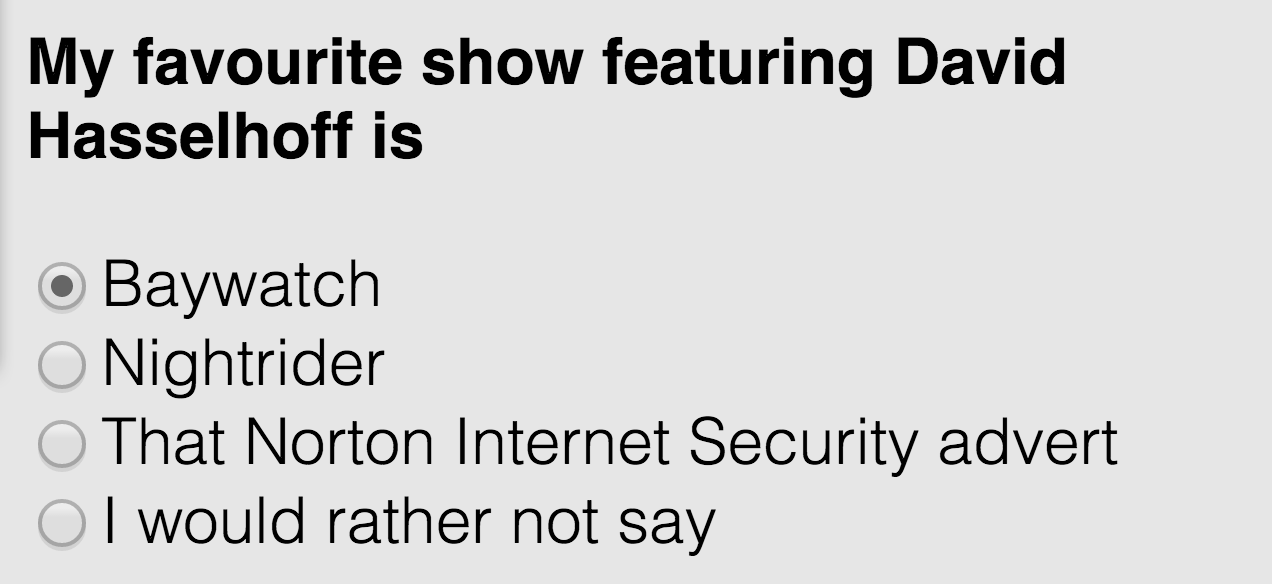 My favourite show featuring David
Hasselhoff is
Baywatch
Nightrider
That Norton Internet Security advert
I would rather not say